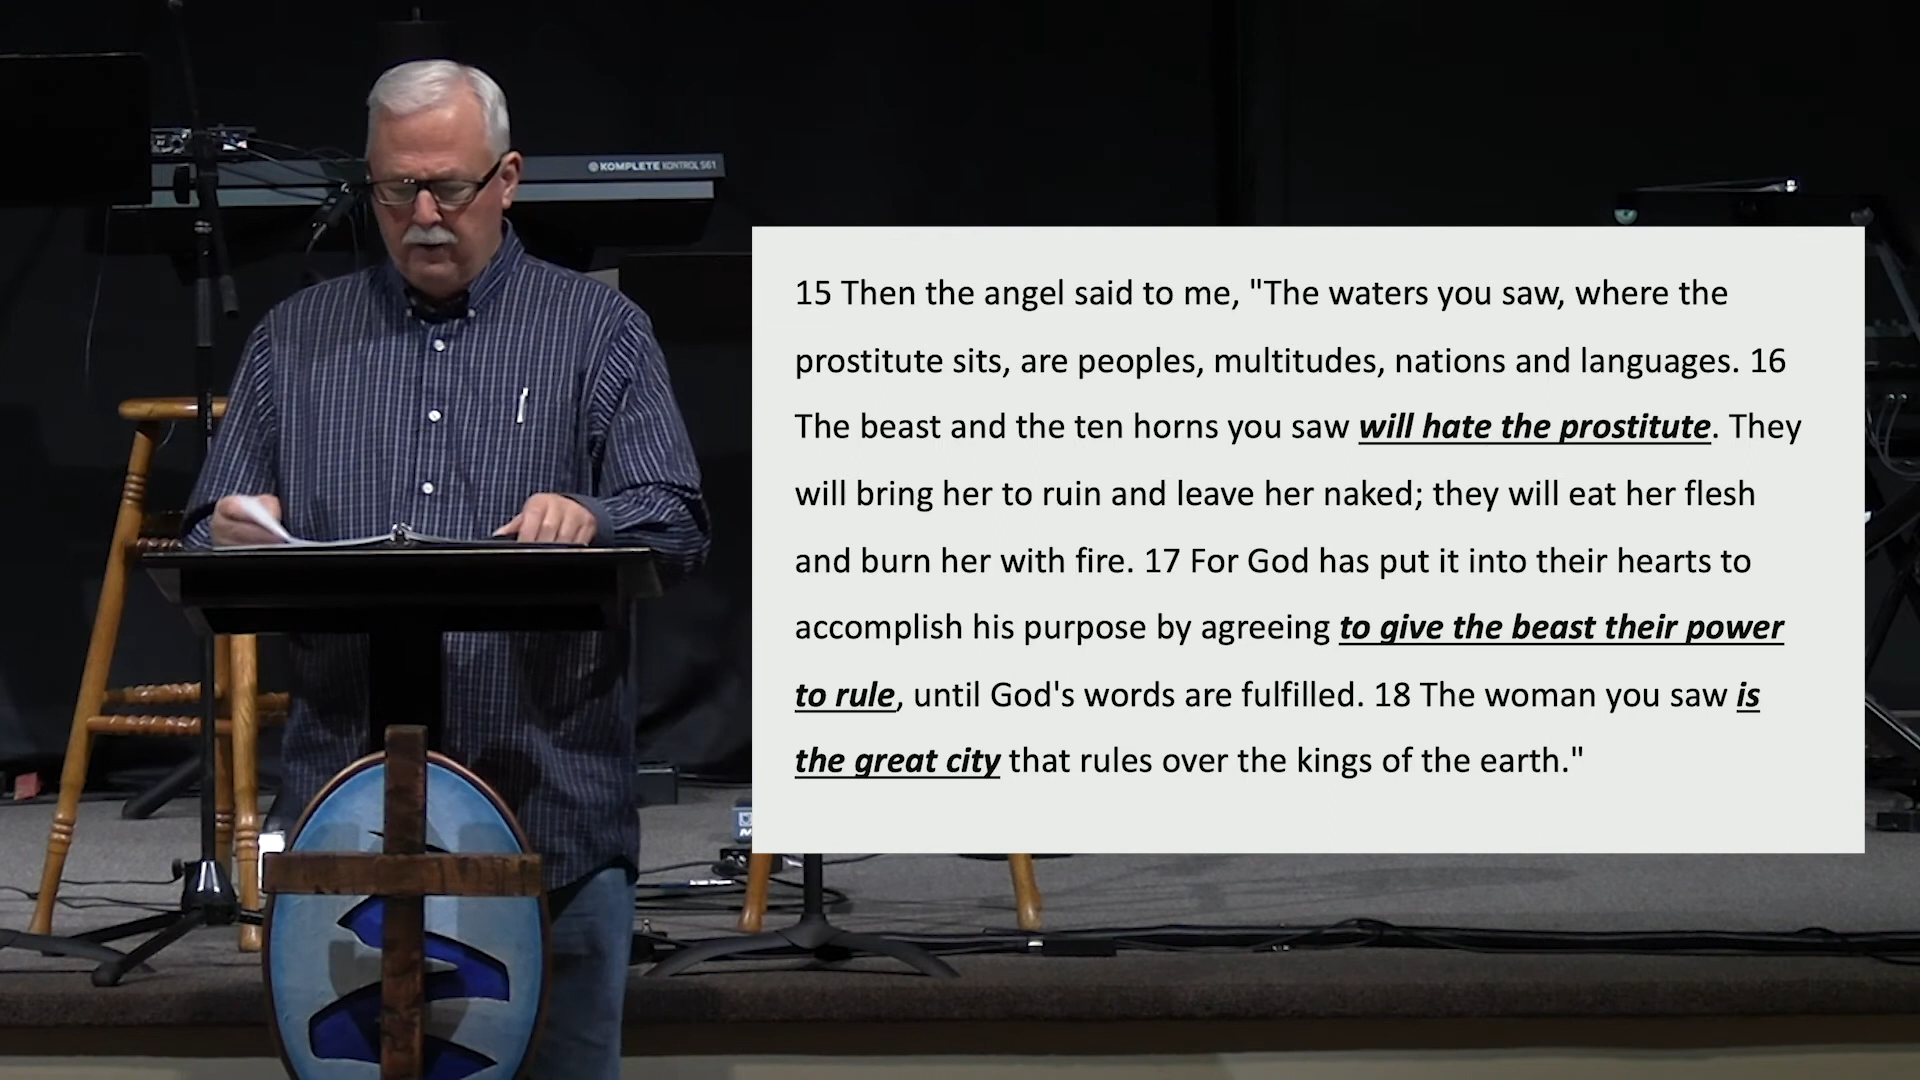 KOMPLETE KONTROL S61
15 Then the angel said to me, "The waters you saw, where the
prostitute sits, are peoples, multitudes, nations and languages. 16
The beast and the ten horns you saw will hate the prostitute. They
will bring her to ruin and leave her naked; they will eat her flesh
and burn her with fire. 17 For God has put it into their hearts to
accomplish his purpose by agreeing to give the beast their power
to rule, until God's words are fulfilled. 18 The woman you saw is
the great city that rules over the kings of the earth."